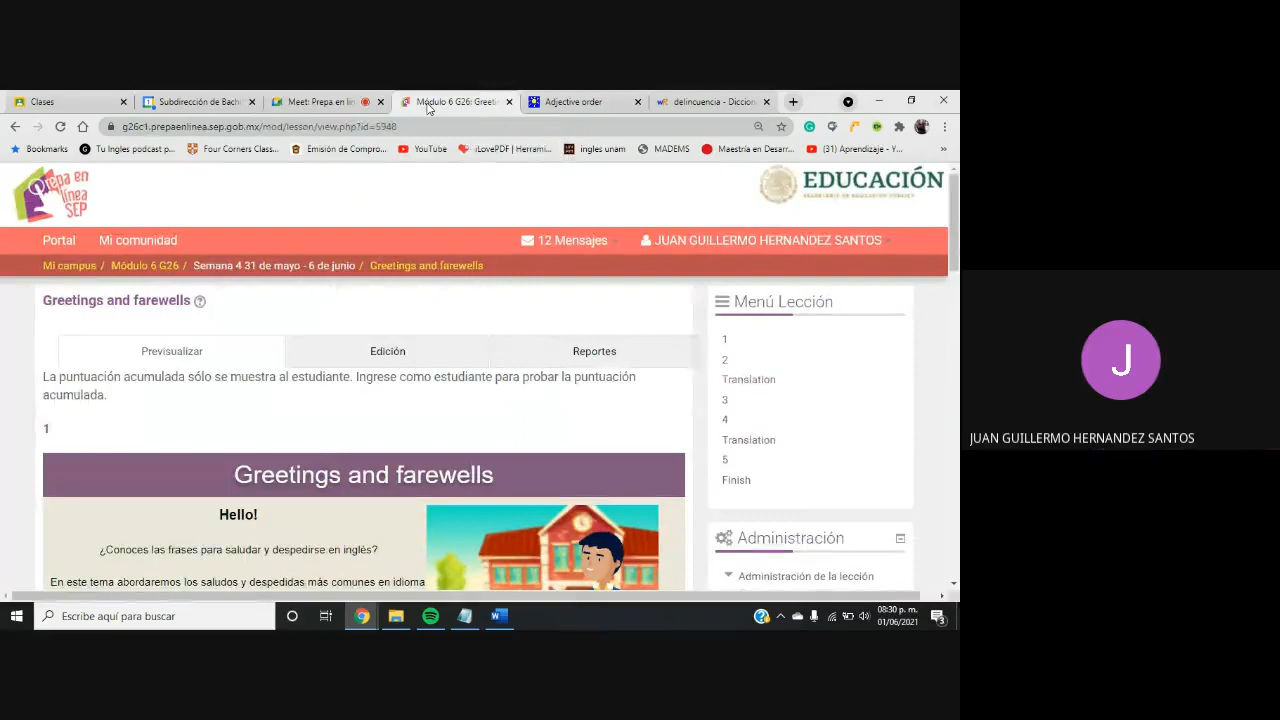 Clases
Subdirección de Bach
Meet: Prepa en lín
Módulo 6 G26: Greeti
Adjective order
delincuencia - Diccion
g26c1.prepaenlinea.sep.gob.mx/mod/lesson/view.php?id=5948
Bookmarks
Tu Ingles podcast p...
Four Corners Class...
Emisión de Compro...
YouTube
iLovePDF | Herrami...
ingles unam
MADEMS
Maestría en Desarr...
(31) Aprendizaje - Y...
Prepa en línea SEP
EDUCACIÓN
Portal
Mi comunidad
12 Mensajes
JUAN GUILLERMO HERNANDEZ SANTOS
Mi campus / Módulo 6 G26 / Semana 4 31 de mayo - 6 de junio / Greetings and farewells
Greetings and farewells
Previsualizar
Edición
Reportes
La puntuación acumulada sólo se muestra al estudiante. Ingrese como estudiante para probar la puntuación
acumulada.
1
Greetings and farewells
Hello!
¿Conoces las frases para saludar y despedirse en inglés?
En este tema abordaremos los saludos y despedidas más comunes en idioma
Menú Lección
1
2
Translation
3
4
Translation
5
Finish
Administración
Administración de la lección
Escribe aquí para buscar
08:30 p. m.
01/06/2021
3
J
JUAN GUILLERMO HERNANDEZ SANTOS